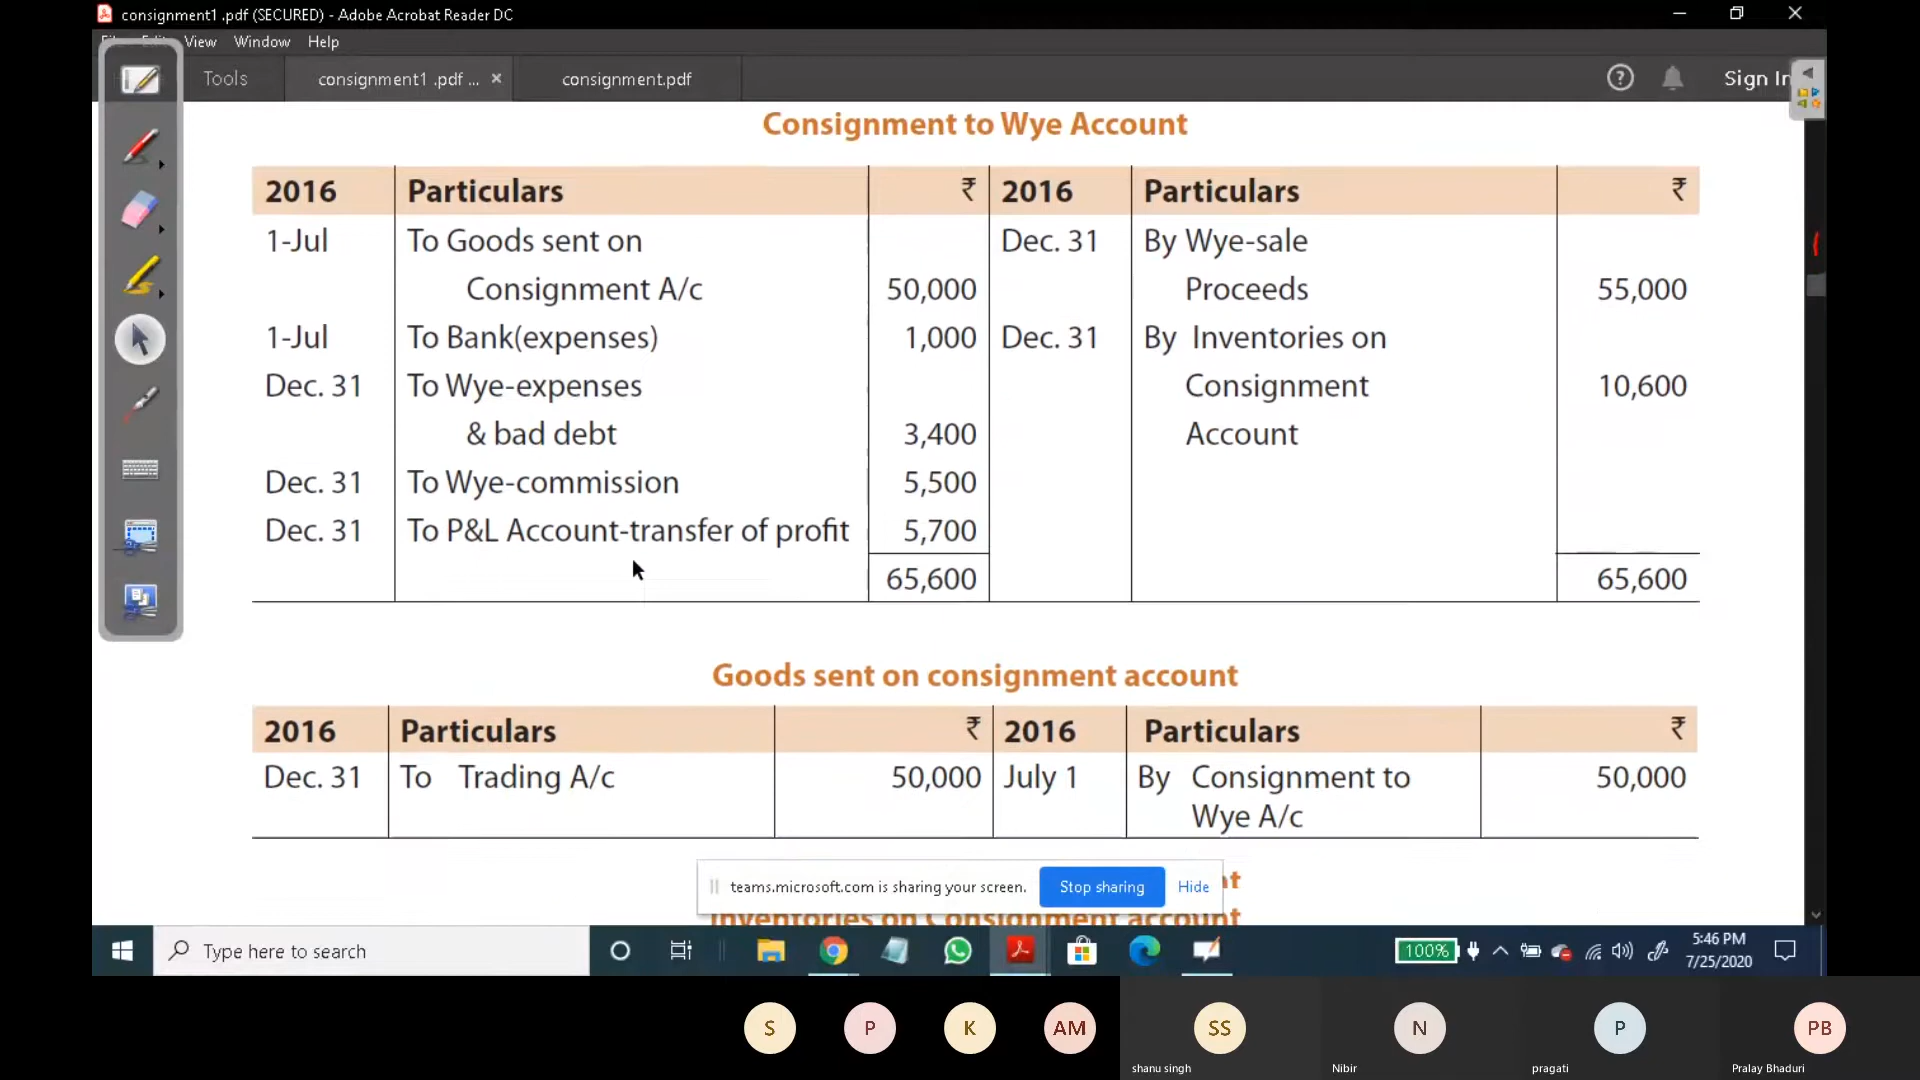 consignment1 .pdf (SECURED) - Adobe Acrobat Reader DC
View Window Help
Tools consignment1 .pdf ... × consignment.pdf Sign In
Consignment to Wye Account
2016 Particulars ₹ 2016 Particulars ₹
1-Jul To Goods sent on Dec. 31 By Wye-sale
Consignment A/c 50,000 Proceeds 55,000
1-Jul To Bank(expenses) 1,000 Dec. 31 By Inventories on
Dec. 31 To Wye-expenses Consignment 10,600
& bad debt 3,400 Account
Dec. 31 To Wye-commission 5,500
Dec. 31 To P&L Account-transfer of profit 5,700
65,600 65,600
Goods sent on consignment account
2016 Particulars ₹ 2016 Particulars ₹
Dec. 31 To Trading A/c 50,000 July 1 By Consignment to 50,000
Wye A/c
teams.microsoft.com is sharing your screen. Stop sharing Hide
Inventories on Consignment account
Type here to search 100% 5:46 PM
7/25/2020
S P K AM SS N P PB
shanu singh Nibir pragati Pralay Bhaduri